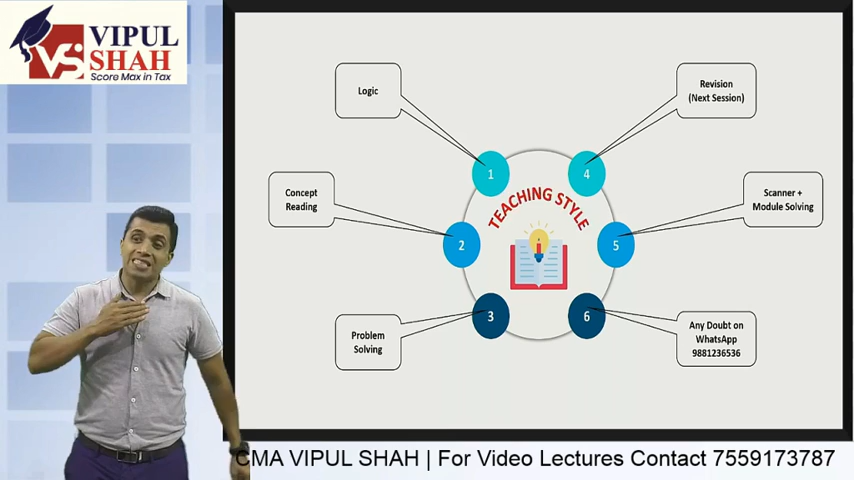 VIPUL
SHAH
VS
Score Max in Tax
Logic
Concept
Reading
Problem
Solving
Revision
(Next Session)
Scanner +
Module Solving
Any Doubt on
WhatsApp
9881236536
TEACHING STYLE
1
2
3
4
5
6
CMA VIPUL SHAH | For Video Lectures Contact 7559173787